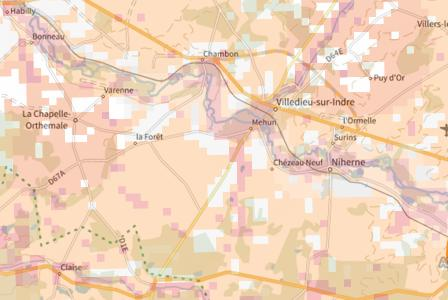 Habilly
Bonneau
Chambon
D64E
Villers-l
Puy d'Or
Varenne
Villedieu-sur-Indre
La Chapelle-
Orthemale
l'Ormelle
Mehun
la Forêt
Surins
Chézeau-Neuf
Niherne
D67A
D1E
Claise